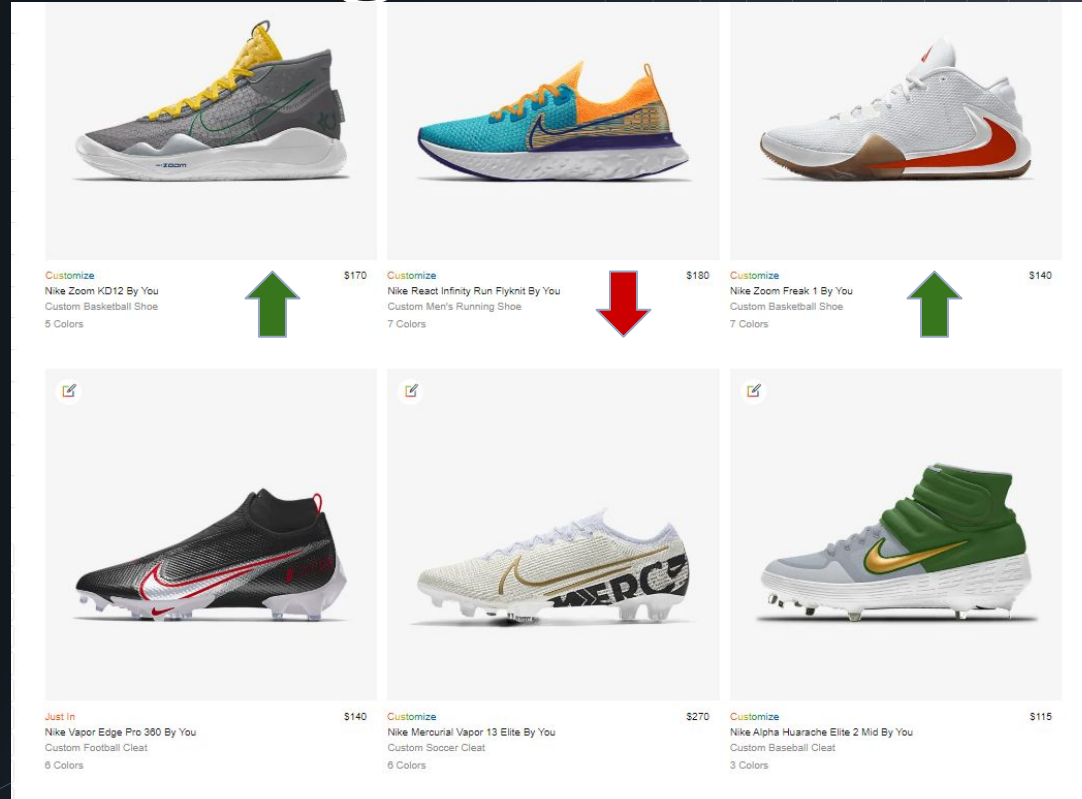 ZOOM
Customize $170
Nike Zoom KD12 By You
Custom Basketball Shoe
5 Colors
Customize $180
Nike React Infinity Run Flyknit By You
Custom Men's Running Shoe
7 Colors
Customize $140
Nike Zoom Freak 1 By You
Custom Basketball Shoe
7 Colors
MERC
Just In $140
Nike Vapor Edge Pro 360 By You
Custom Football Cleat
6 Colors
Customize $270
Nike Mercurial Vapor 13 Elite By You
Custom Soccer Cleat
6 Colors
Customize $115
Nike Alpha Huarache Elite 2 Mid By You
Custom Baseball Cleat
3 Colors